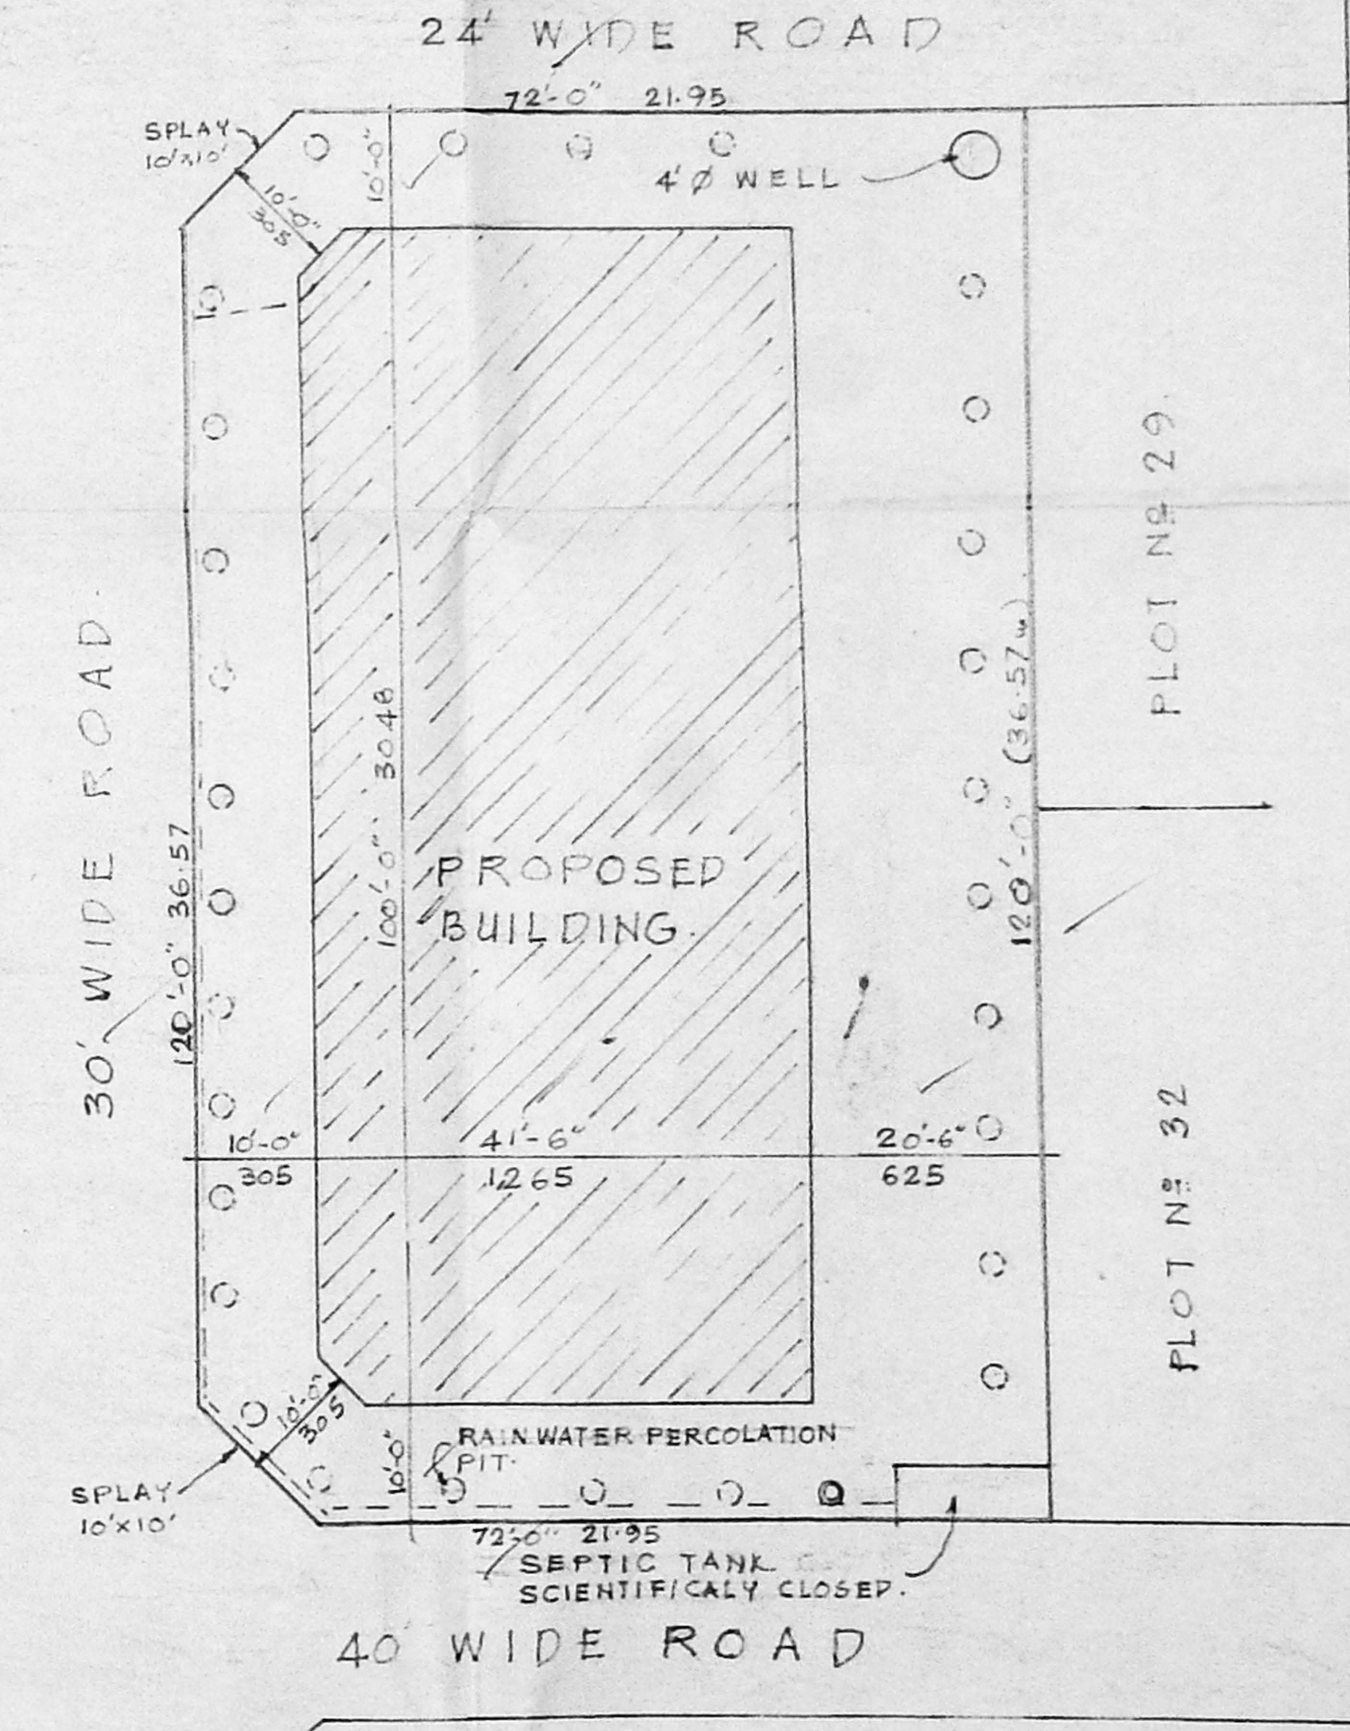 24' WIDE ROAD
72'-0" 21.95
SPLAY
10'x10'
10'-0"
305
10'-0"
4'Ø WELL
PLOT Nº 29
30' WIDE ROAD
120'-0" 36.57
100'-0" 30.48
PROPOSED
BUILDING.
120'-0" (36.57 M)
10'-0"
305
41'-6"
1265
20'-6"
625
PLOT Nº 32
10'-0"
305
10'-0"
RAIN WATER PERCOLATION
PIT.
SPLAY
10'x10'
72'-0" 21.95
SEPTIC TANK
SCIENTIFICALY CLOSED.
40' WIDE ROAD